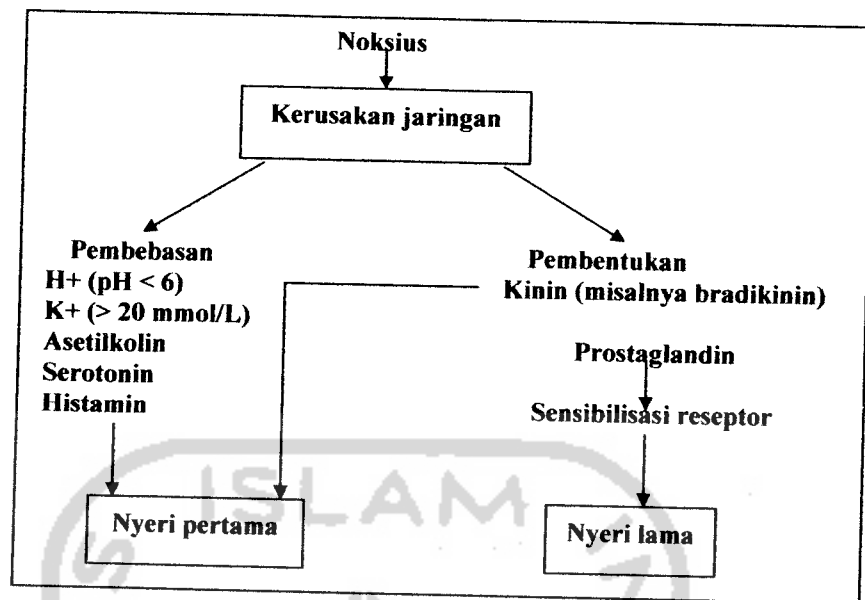 Noksius
Kerusakan jaringan
Pembebasan
H+ (pH < 6)
K+ (> 20 mmol/L)
Asetilkolin
Serotonin
Histamin
Pembentukan
Kinin (misalnya bradikinin)
Prostaglandin
Sensibilisasi reseptor
Nyeri pertama
Nyeri lama
ISLAM